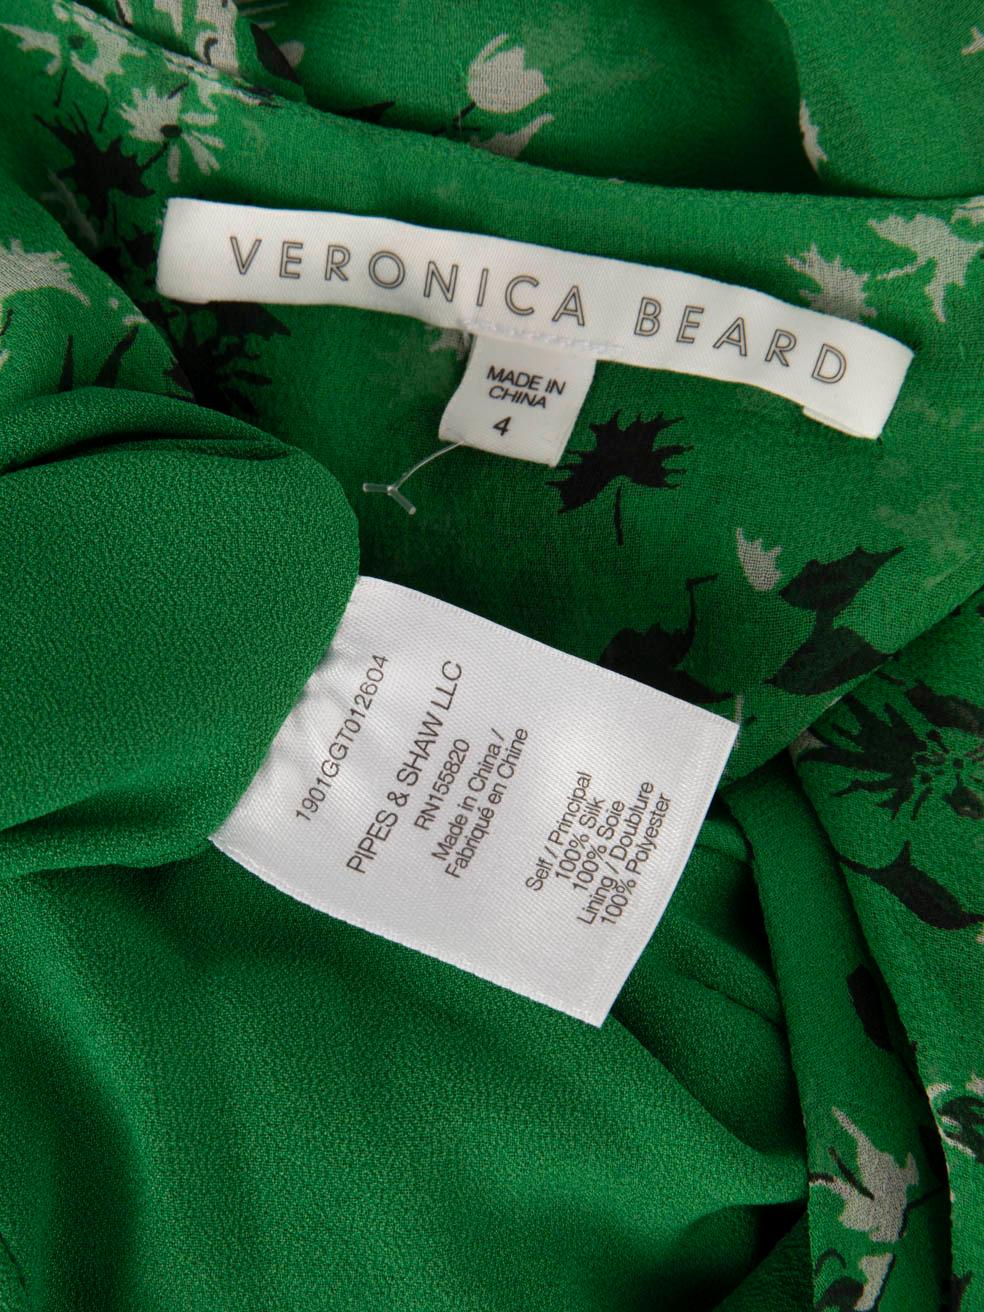 VERONICA BEARD
MADE IN
CHINA
4
1901GGT012604
PIPES & SHAW LLC
RN155820
Made in China /
Fabriqué en Chine
Self / Principal
100% Silk
100% Soie
Lining / Doublure
100% Polyester